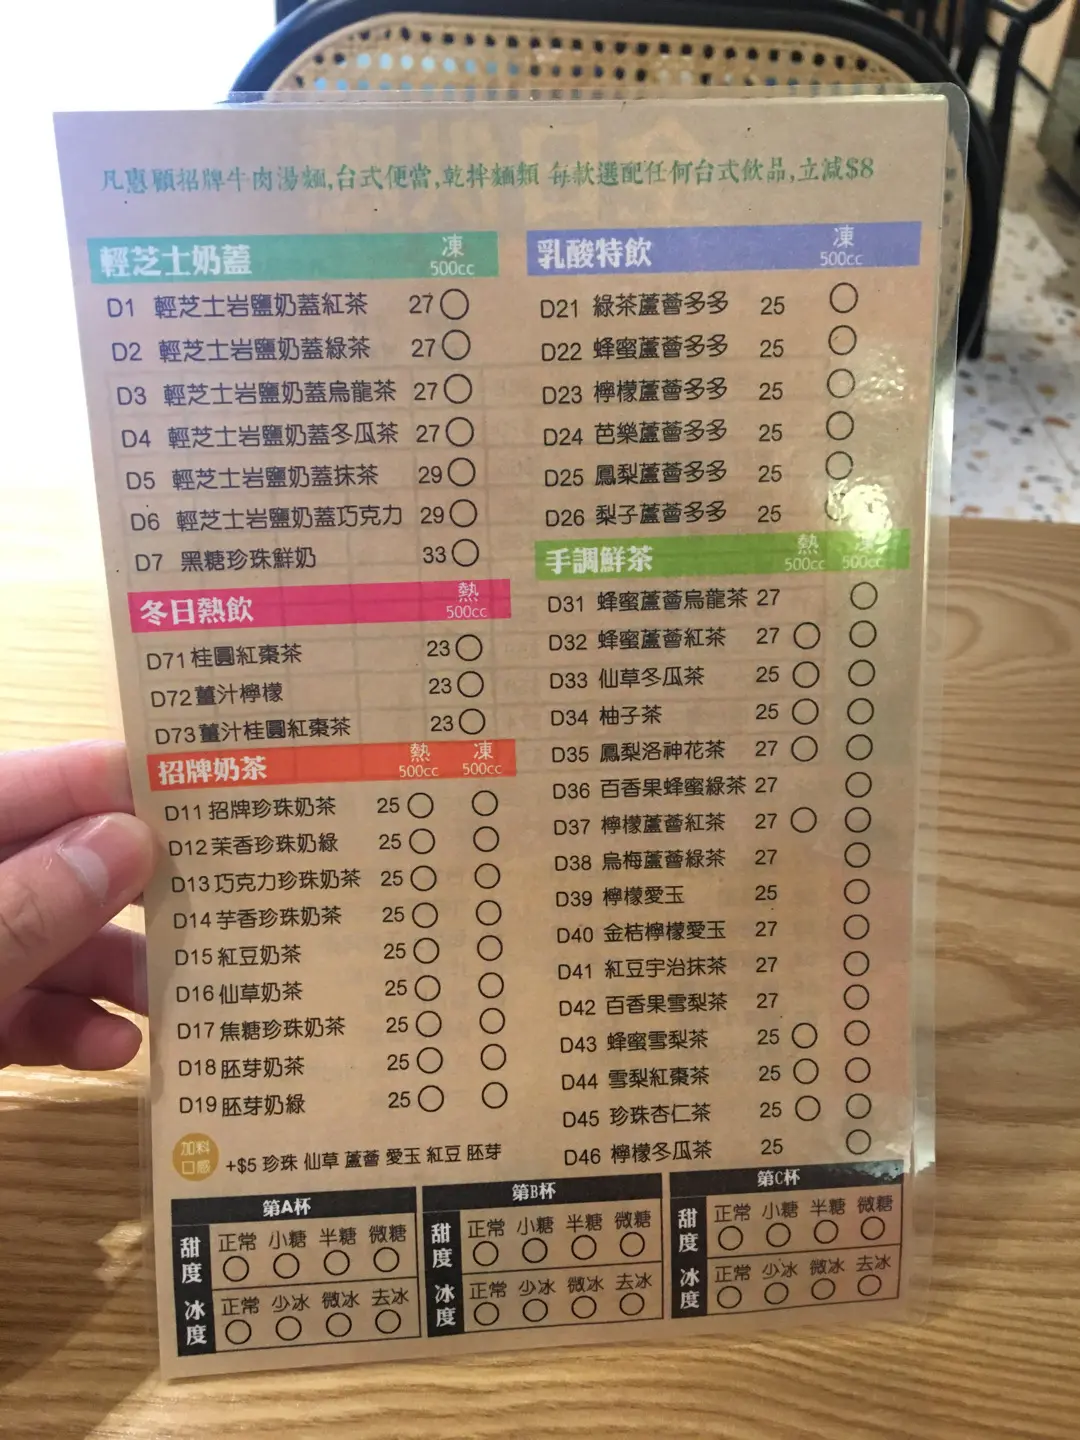 凡惠顧招牌牛肉湯麵,台式便當,乾拌麵類 每款選配任何台式飲品,立減$8
輕芝士奶蓋 凍 500cc
D1 輕芝士岩鹽奶蓋紅茶 27
D2 輕芝士岩鹽奶蓋綠茶 27
D3 輕芝士岩鹽奶蓋烏龍茶 27
D4 輕芝士岩鹽奶蓋冬瓜茶 27
D5 輕芝士岩鹽奶蓋抹茶 29
D6 輕芝士岩鹽奶蓋巧克力 29
D7 黑糖珍珠鮮奶 33
冬日熱飲 熱 500cc
D71 桂圓紅棗茶 23
D72 薑汁檸檬 23
D73 薑汁桂圓紅棗茶 23
招牌奶茶 熱 500cc 凍 500cc
D11 招牌珍珠奶茶 25
D12 茉香珍珠奶綠 25
D13 巧克力珍珠奶茶 25
D14 芋香珍珠奶茶 25
D15 紅豆奶茶 25
D16 仙草奶茶 25
D17 焦糖珍珠奶茶 25
D18 胚芽奶茶 25
D19 胚芽奶綠 25
加料
口感
+$5 珍珠 仙草 蘆薈 愛玉 紅豆 胚芽
乳酸特飲 凍 500cc
D21 綠茶蘆薈多多 25
D22 蜂蜜蘆薈多多 25
D23 檸檬蘆薈多多 25
D24 芭樂蘆薈多多 25
D25 鳳梨蘆薈多多 25
D26 梨子蘆薈多多 25
手調鮮茶 熱 500cc 凍 500cc
D31 蜂蜜蘆薈烏龍茶 27
D32 蜂蜜蘆薈紅茶 27
D33 仙草冬瓜茶 25
D34 柚子茶 25
D35 鳳梨洛神花茶 27
D36 百香果蜂蜜綠茶 27
D37 檸檬蘆薈紅茶 27
D38 烏梅蘆薈綠茶 27
D39 檸檬愛玉 25
D40 金桔檸檬愛玉 27
D41 紅豆宇治抹茶 27
D42 百香果雪梨茶 27
D43 蜂蜜雪梨茶 25
D44 雪梨紅棗茶 25
D45 珍珠杏仁茶 25
D46 檸檬冬瓜茶 25
第A杯
甜度 正常 小糖 半糖 微糖
冰度 正常 少冰 微冰 去冰
第B杯
甜度 正常 小糖 半糖 微糖
冰度 正常 少冰 微冰 去冰
第C杯
甜度 正常 小糖 半糖 微糖
冰度 正常 少冰 微冰 去冰